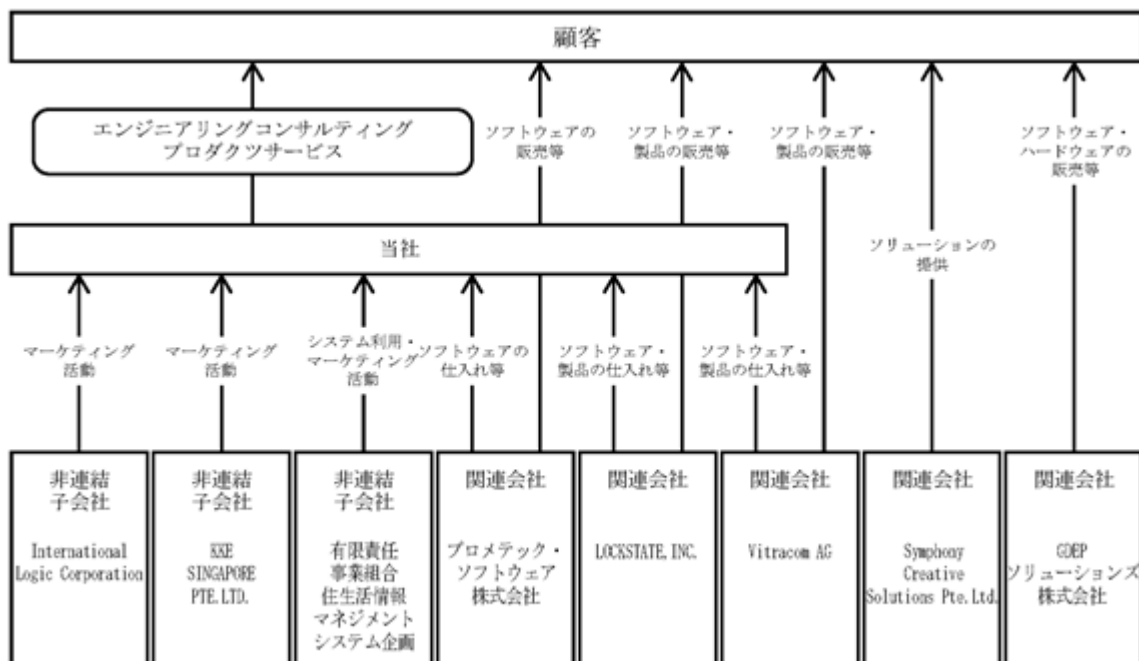 顧客
エンジニアリングコンサルティング
プロダクツサービス
ソフトウェアの
販売等
ソフトウェア・
製品の販売等
ソフトウェア・
製品の販売等
ソフトウェア・
ハードウェアの
販売等
当社
ソリューションの
提供
マーケティング
活動
マーケティング
活動
システム利用・
マーケティング
活動
ソフトウェアの
仕入れ等
ソフトウェア・
製品の仕入れ等
ソフトウェア・
製品の仕入れ等
非連結
子会社
International
Logic Corporation
非連結
子会社
KKE
SINGAPORE
PTE.LTD.
非連結
子会社
有限責任
事業組合
住生活情報
マネジメント
システム企画
関連会社
プロメテック・
ソフトウェア
株式会社
関連会社
LOCKSTATE,INC.
関連会社
Vitracom AG
関連会社
Symphony
Creative
Solutions Pte.Ltd.
関連会社
GDEP
ソリューションズ
株式会社